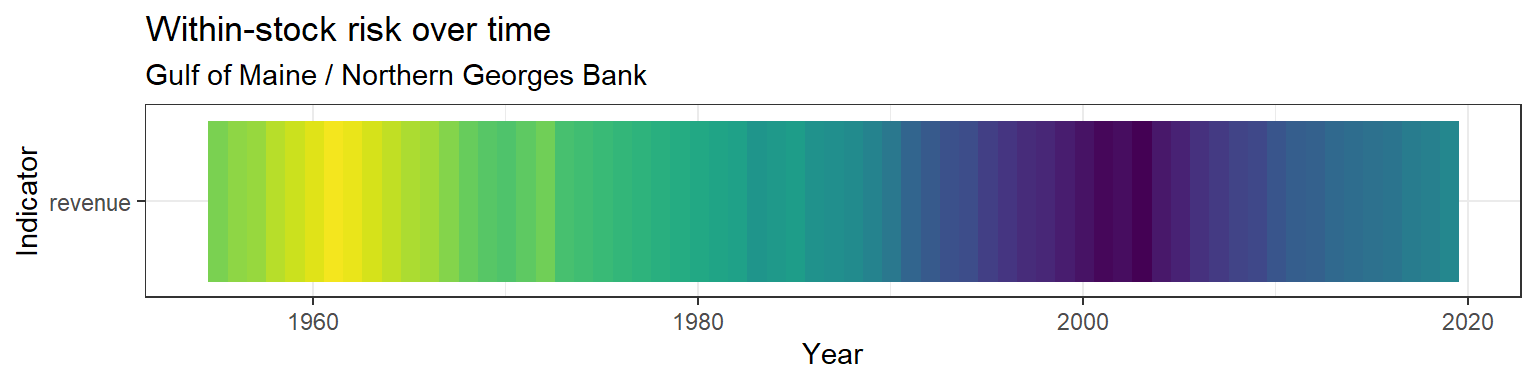 Within-stock risk over time
Gulf of Maine / Northern Georges Bank
Indicator
revenue
1960 1980 2000 2020
Year